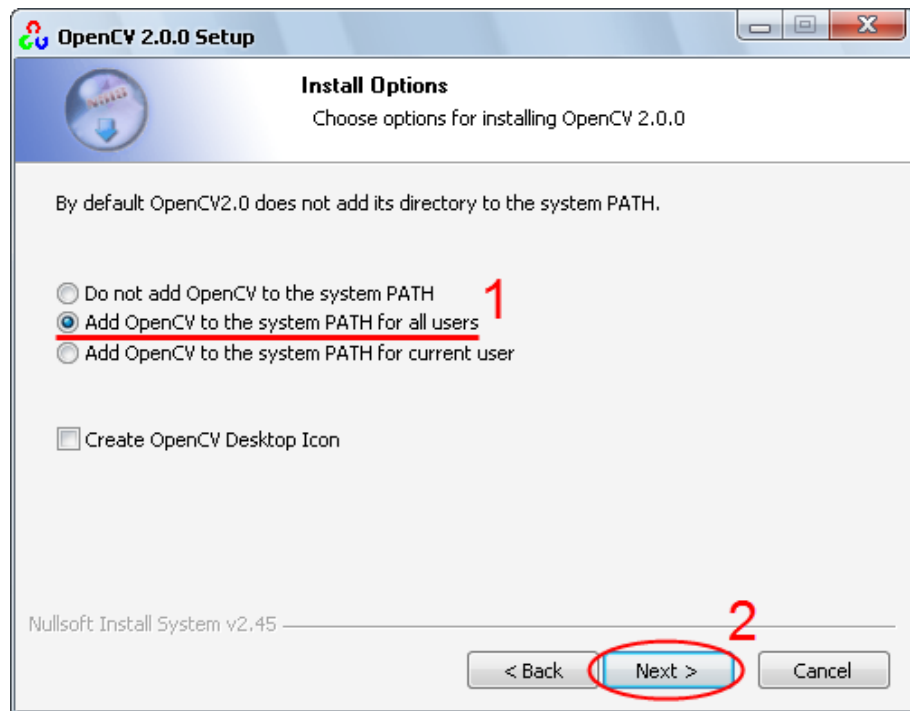 OpenCV 2.0.0 Setup
Install Options
Choose options for installing OpenCV 2.0.0
By default OpenCV2.0 does not add its directory to the system PATH.
Do not add OpenCV to the system PATH
1
Add OpenCV to the system PATH for all users
Add OpenCV to the system PATH for current user
Create OpenCV Desktop Icon
Nullsoft Install System v2.45
2
< Back Next > Cancel